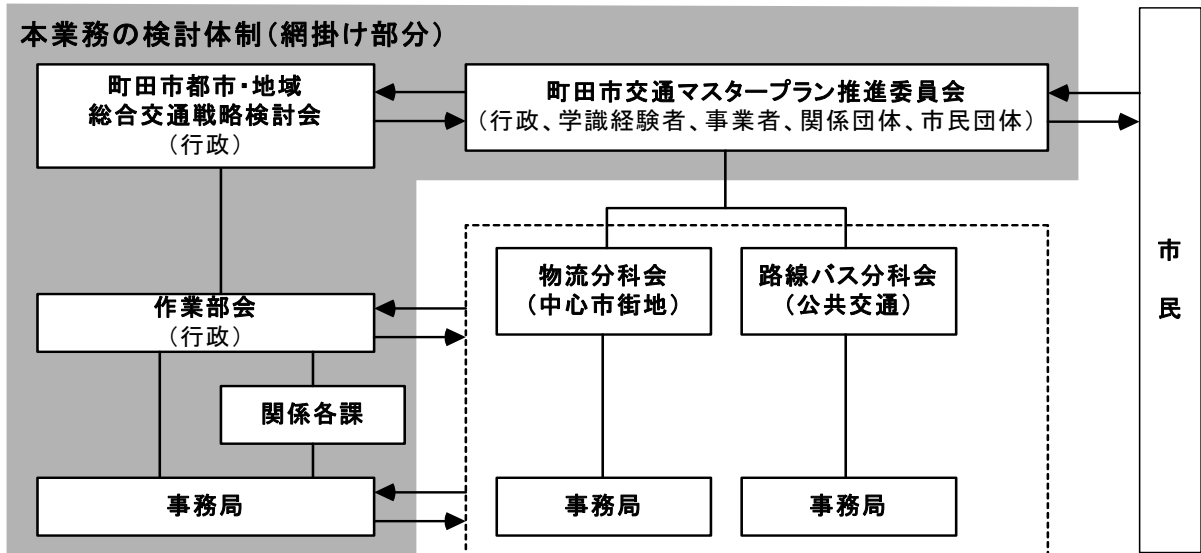 本業務の検討体制（網掛け部分）
町田市都市・地域
総合交通戦略検討会
（行政）
町田市交通マスタープラン推進委員会
（行政、学識経験者、事業者、関係団体、市民団体）
市民
物流分科会
（中心市街地）
路線バス分科会
（公共交通）
作業部会
（行政）
関係各課
事務局
事務局
事務局